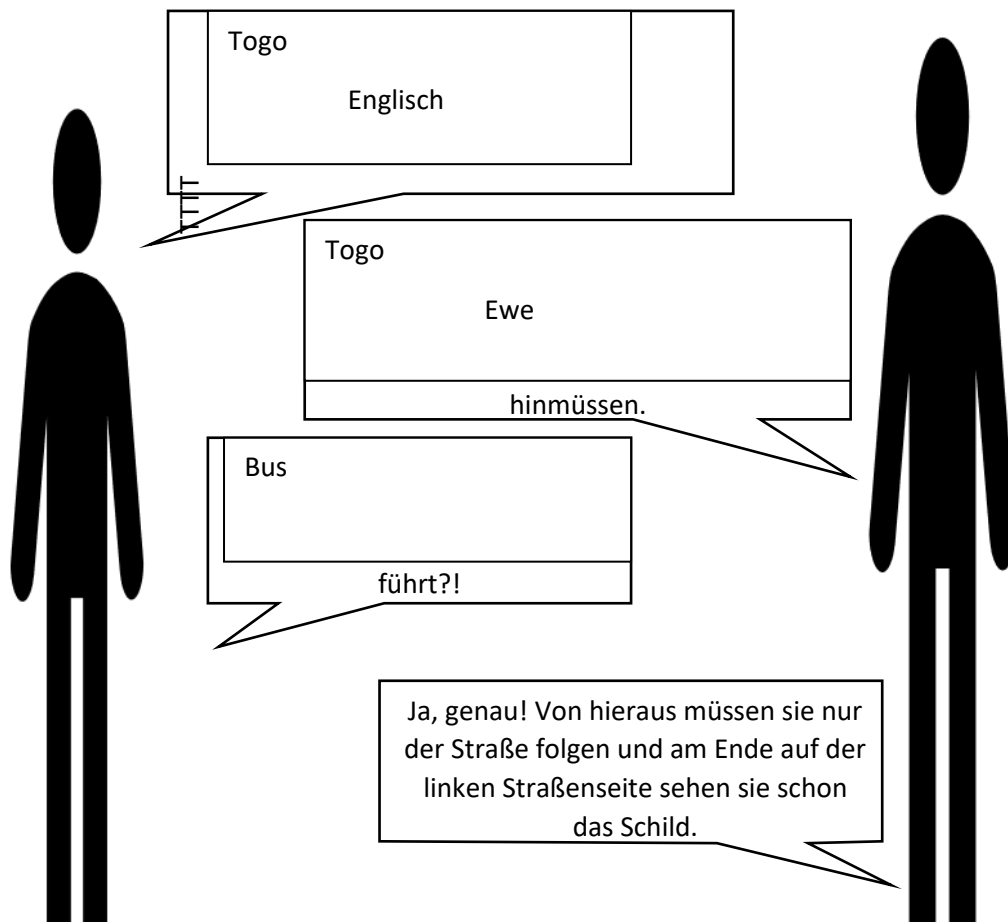 Togo
Englisch
TTTT
Togo
Ewe
hinmüssen.
Bus
führt?!
Ja, genau! Von hieraus müssen sie nur
der Straße folgen und am Ende auf der
linken Straßenseite sehen sie schon
das Schild.